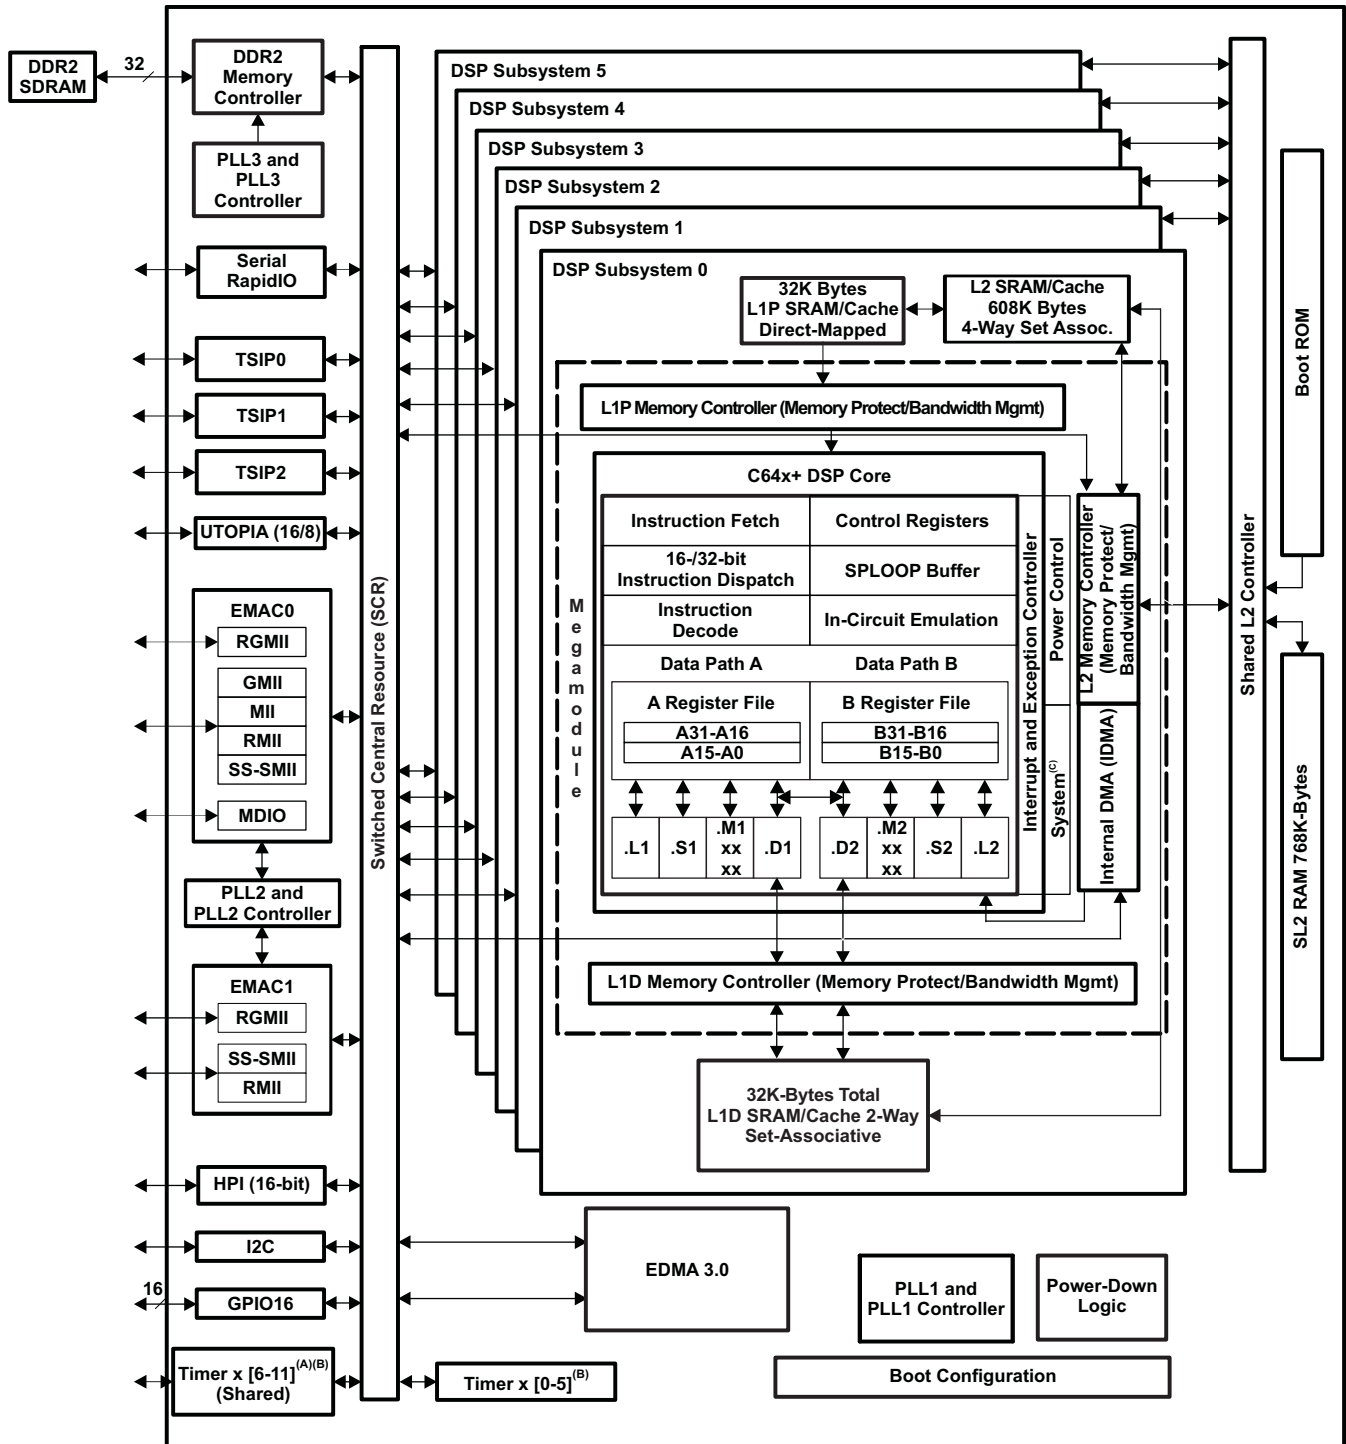 DDR2
SDRAM
32
DDR2
Memory
Controller
PLL3 and
PLL3
Controller
Serial
RapidIO
TSIP0
TSIP1
TSIP2
UTOPIA (16/8)
EMAC0
RGMII
GMII
MII
RMII
SS-SMII
MDIO
PLL2 and
PLL2 Controller
EMAC1
RGMII
SS-SMII
RMII
HPI (16-bit)
I2C
16
GPIO16
Timer x [6-11](A)(B)
(Shared)
Switched Central Resource (SCR)
DSP Subsystem 5
DSP Subsystem 4
DSP Subsystem 3
DSP Subsystem 2
DSP Subsystem 1
DSP Subsystem 0
32K Bytes
L1P SRAM/Cache
Direct-Mapped
L2 SRAM/Cache
608K Bytes
4-Way Set Assoc.
L1P Memory Controller (Memory Protect/Bandwidth Mgmt)
Megamodule
C64x+ DSP Core
Instruction Fetch
Control Registers
16-/32-bit
Instruction Dispatch
SPLOOP Buffer
Instruction
Decode
In-Circuit Emulation
Data Path A
Data Path B
A Register File
A31-A16
A15-A0
B Register File
B31-B16
B15-B0
.L1
.S1
.M1
xx
xx
.D1
.D2
.M2
xx
xx
.S2
.L2
Interrupt and Exception Controller
Power Control
System(C)
L2 Memory Controller
(Memory Protect/
Bandwidth Mgmt)
Internal DMA (IDMA)
L1D Memory Controller (Memory Protect/Bandwidth Mgmt)
32K-Bytes Total
L1D SRAM/Cache 2-Way
Set-Associative
Shared L2 Controller
Boot ROM
SL2 RAM 768K-Bytes
EDMA 3.0
PLL1 and
PLL1 Controller
Power-Down
Logic
Timer x [0-5](B)
Boot Configuration